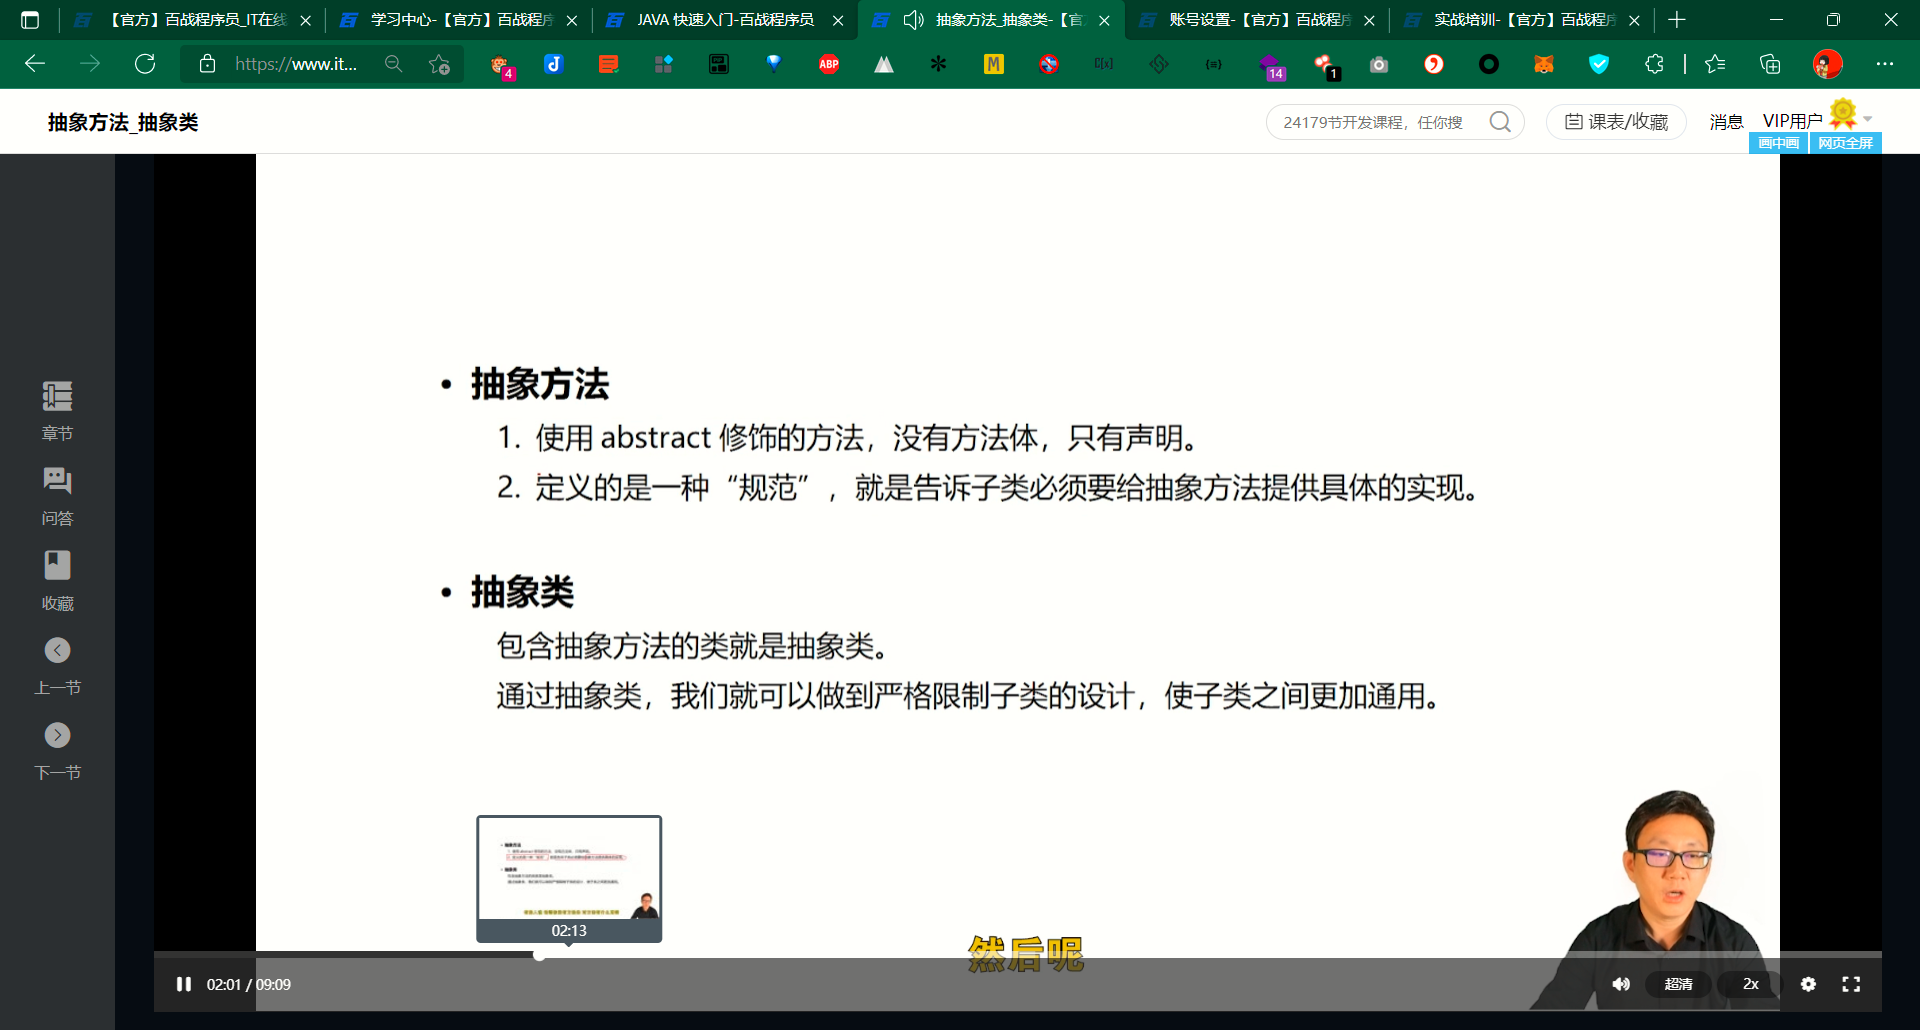 【官方】百战程序员_IT在线
学习中心-【官方】百战程序
JAVA 快速入门-百战程序员
抽象方法_抽象类-【官
账号设置-【官方】百战程序
实战培训-【官方】百战程序
https://www.it...
4
ABP
M
14
1
抽象方法_抽象类
24179节开发课程，任你搜
课表/收藏
消息
VIP用户
画中画
网页全屏
章节
问答
收藏
上一节
下一节
• 抽象方法
1. 使用 abstract 修饰的方法，没有方法体，只有声明。
2. 定义的是一种“规范”，就是告诉子类必须要给抽象方法提供具体的实现。
• 抽象类
包含抽象方法的类就是抽象类。
通过抽象类，我们就可以做到严格限制子类的设计，使子类之间更加通用。
02:13
然后呢
02:01 / 09:09
超清
2x